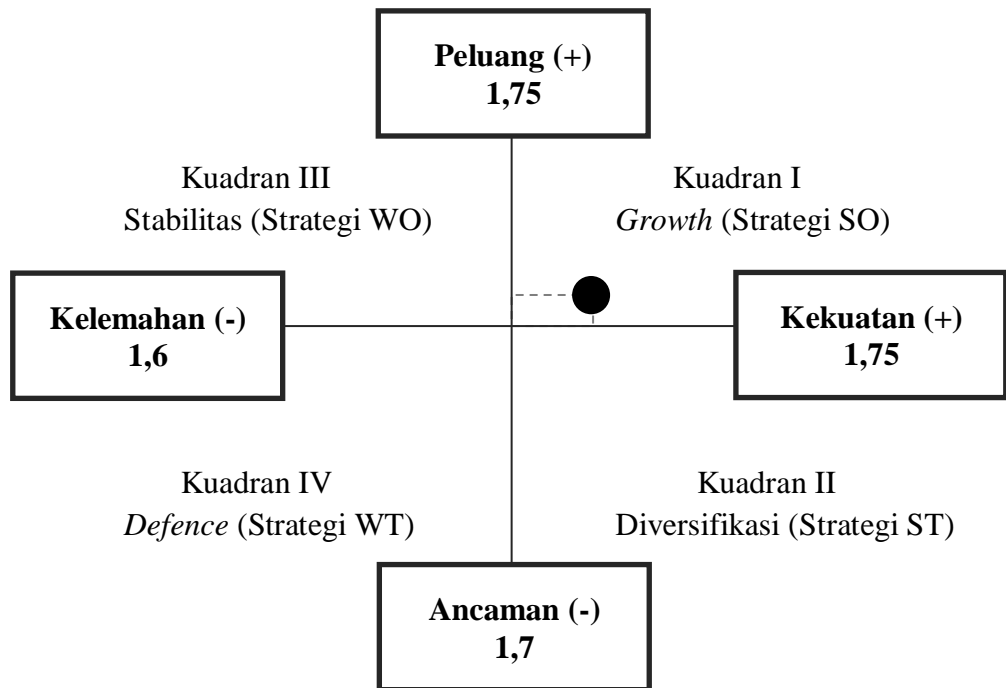 Peluang (+)
1,75
Kuadran III
Stabilitas (Strategi WO)
Kuadran I
Growth (Strategi SO)
Kelemahan (-)
1,6
Kekuatan (+)
1,75
Kuadran IV
Defence (Strategi WT)
Kuadran II
Diversifikasi (Strategi ST)
Ancaman (-)
1,7